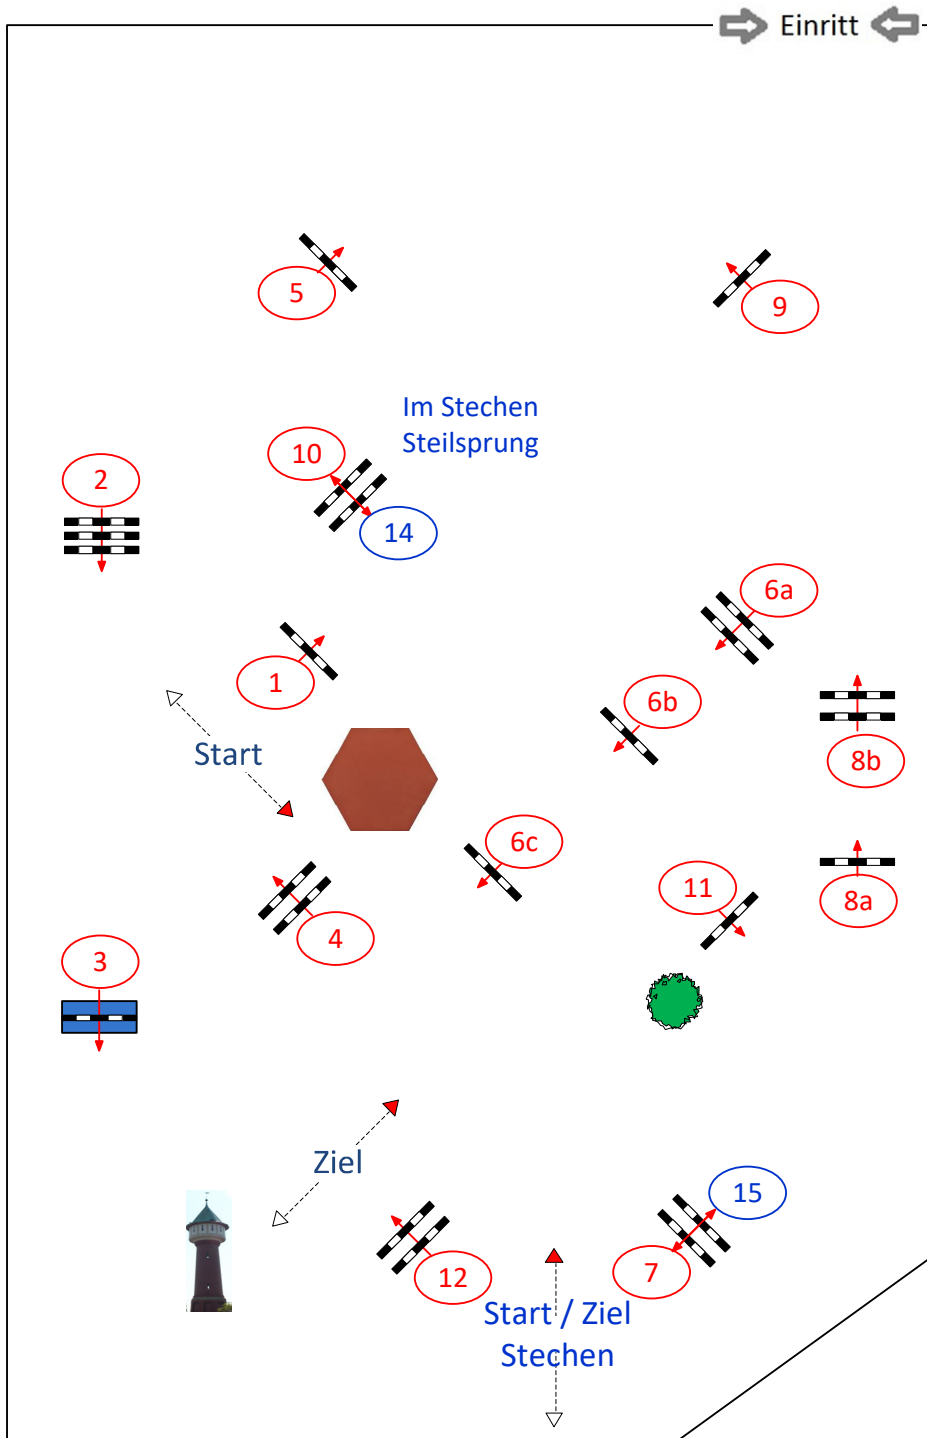 Einritt
5
9
Im Stechen
Steilsprung
10
2
14
6a
1
6b
Start
8b
6c
11
8a
4
3
Ziel
15
12
7
Start / Ziel
Stechen